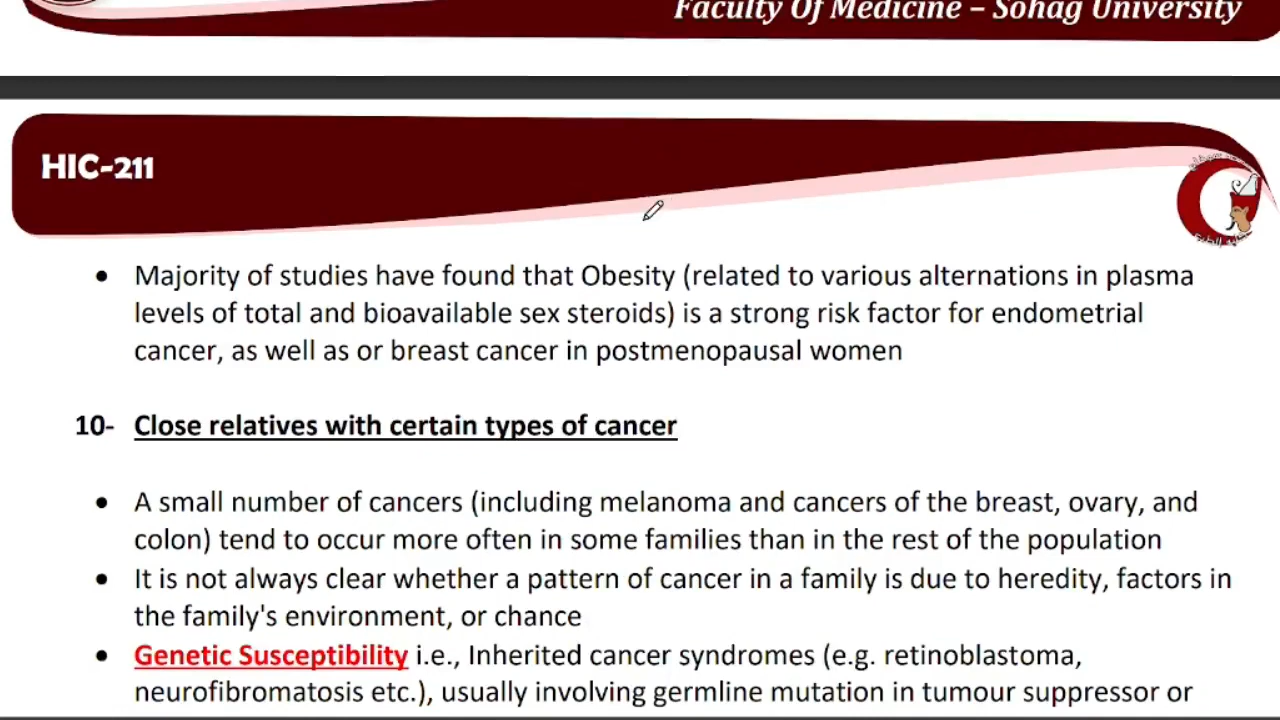 Faculty Of Medicine – Sohag University
HIC-211
• Majority of studies have found that Obesity (related to various alternations in plasma
levels of total and bioavailable sex steroids) is a strong risk factor for endometrial
cancer, as well as or breast cancer in postmenopausal women
10- Close relatives with certain types of cancer
• A small number of cancers (including melanoma and cancers of the breast, ovary, and
colon) tend to occur more often in some families than in the rest of the population
• It is not always clear whether a pattern of cancer in a family is due to heredity, factors in
the family's environment, or chance
• Genetic Susceptibility i.e., Inherited cancer syndromes (e.g. retinoblastoma,
neurofibromatosis etc.), usually involving germline mutation in tumour suppressor or